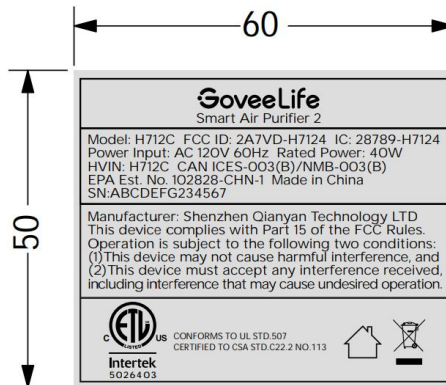 60
50
GoveeLife
Smart Air Purifier 2
Model: H712C FCC ID: 2A7VD-H7124 IC: 28789-H7124
Power Input: AC 120V 60Hz Rated Power: 40W
HVIN: H712C CAN ICES-003(B)/NMB-003(B)
EPA Est. No. 102828-CHN-1 Made in China
SN:ABCDEFG234567
Manufacturer: Shenzhen Qianyan Technology LTD
This device complies with Part 15 of the FCC Rules.
Operation is subject to the following two conditions:
(1)This device may not cause harmful interference, and
(2)This device must accept any interference received,
including interference that may cause undesired operation.
C ETL US
LISTED
Intertek
5026403
CONFORMS TO UL STD.507
CERTIFIED TO CSA STD.C22.2 NO.113